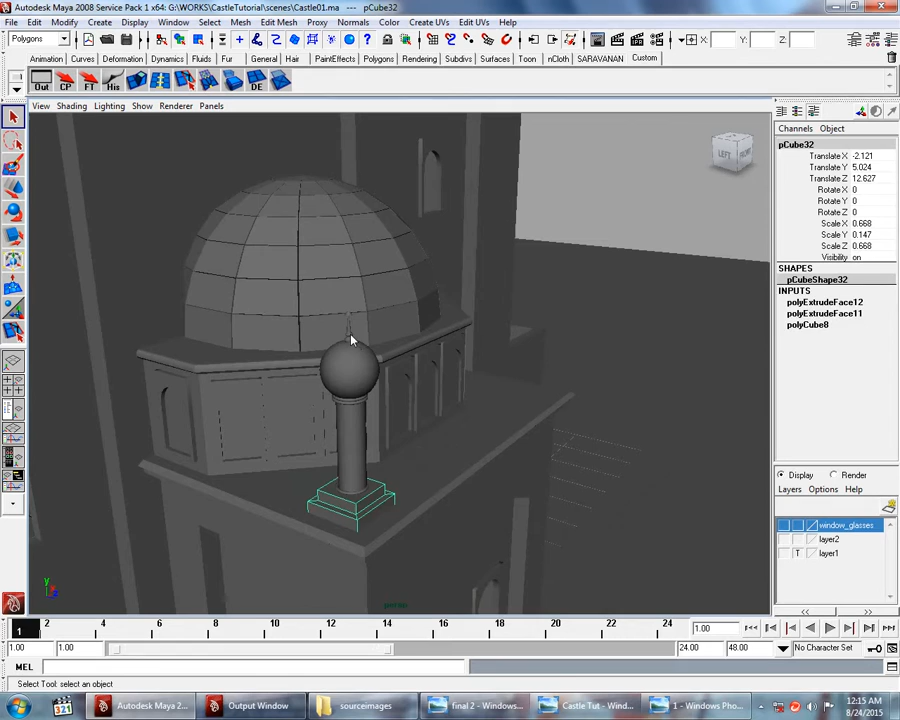 Autodesk Maya 2008 Service Pack 1 x64: G:\WORKS\CastleTutorial\scenes\Castle01.ma | pCube32
File Edit Modify Create Display Window Select Mesh Edit Mesh Proxy Normals Color Create UVs Edit UVs Help
Polygons X: Y: Z:
Animation Curves Deformation Dynamics Fluids Fur General Hair PaintEffects Polygons Rendering Subdivs Surfaces Toon nCloth SARAVANAN Custom
Out CP FT His DE
View Shading Lighting Show Renderer Panels
Channels Object
pCube32
Translate X -2.121
Translate Y 5.024
Translate Z 12.627
Rotate X 0
Rotate Y 0
Rotate Z 0
Scale X 0.668
Scale Y 0.147
Scale Z 0.668
Visibility on
SHAPES
pCubeShape32
INPUTS
polyExtrudeFace12
polyExtrudeFace11
polyCube8
LEFT FRONT
Display Render
Layers Options Help
window_glasses
layer2
T layer1
y
z
persp
1 2 4 6 8 10 12 14 16 18 20 22 24 1.00
1.00 1.00 24.00 48.00 No Character Set
MEL
Select Tool: select an object
321 Autodesk Maya 2... Output Window sourceimages final 2 - Windows... Castle Tut - Wind... 1 - Windows Pho... 12:15 AM
8/24/2015